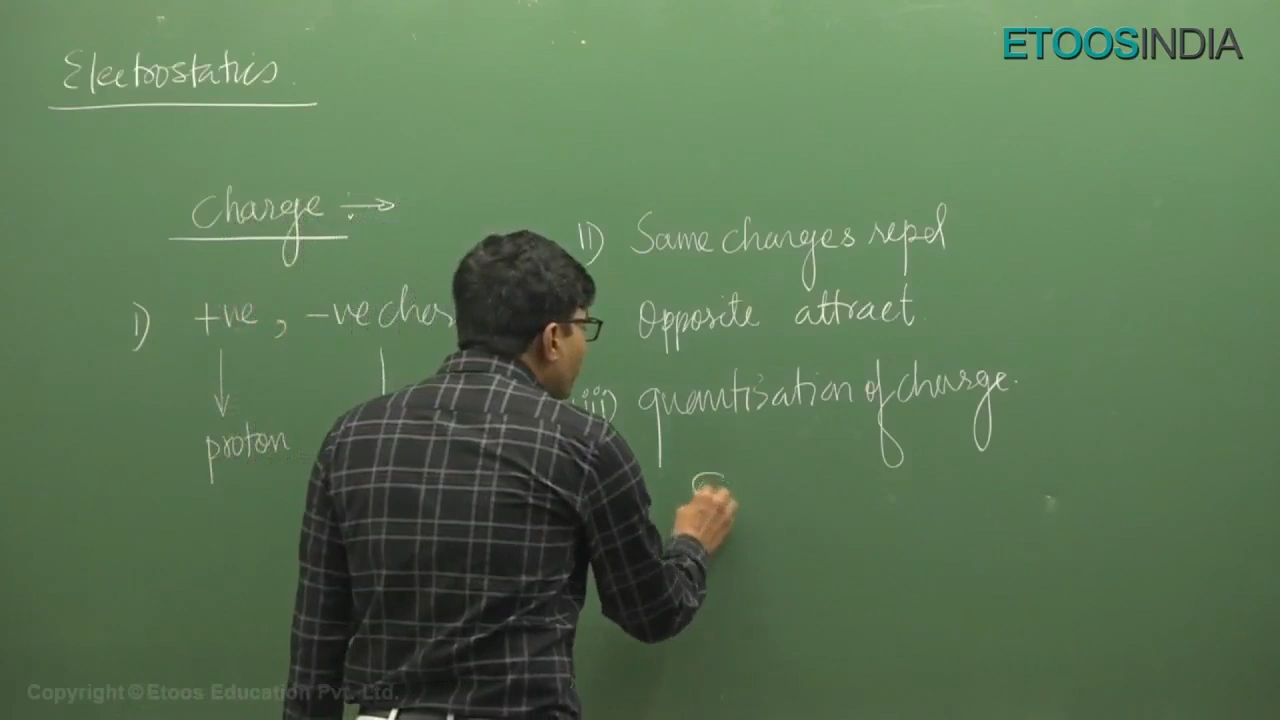 Electrostatics.
ETOOSINDIA
Charge :→
i) +ve , -ve
proton
ii) Same charges repel
Opposite attract.
iii) quantisation of charge.
Copyright © Etoos Education Pvt. Ltd.